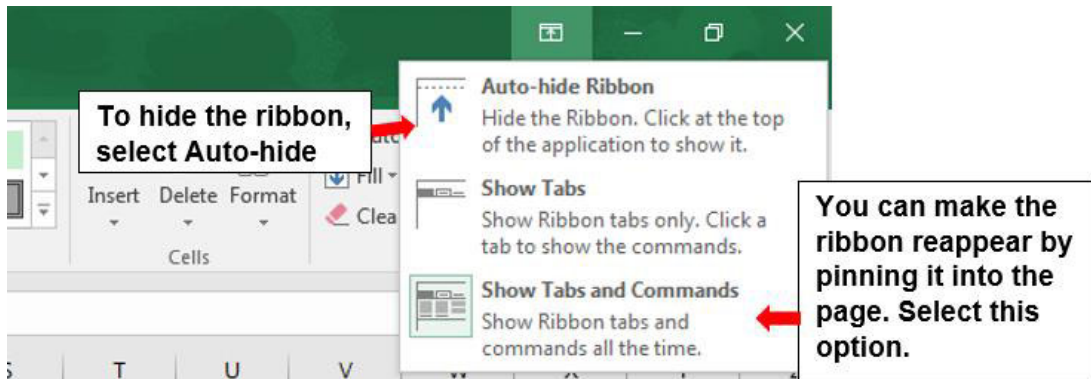 Auto-hide Ribbon
Hide the Ribbon. Click at the top
of the application to show it.
To hide the ribbon,
select Auto-hide
Fill
Insert Delete Format
Clea
Cells
Show Tabs
Show Ribbon tabs only. Click a
tab to show the commands.
Show Tabs and Commands
Show Ribbon tabs and
commands all the time.
You can make the
ribbon reappear by
pinning it into the
page. Select this
option.
T U V